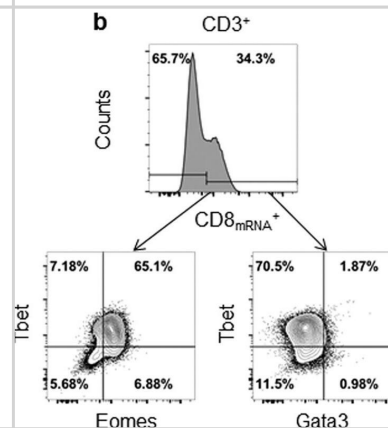 b
CD3+
65.7% 34.3%
Counts
CD8mRNA+
7.18% 65.1%
Tbet
5.68% 6.88%
Eomes
70.5% 1.87%
Tbet
11.5% 0.98%
Gata3